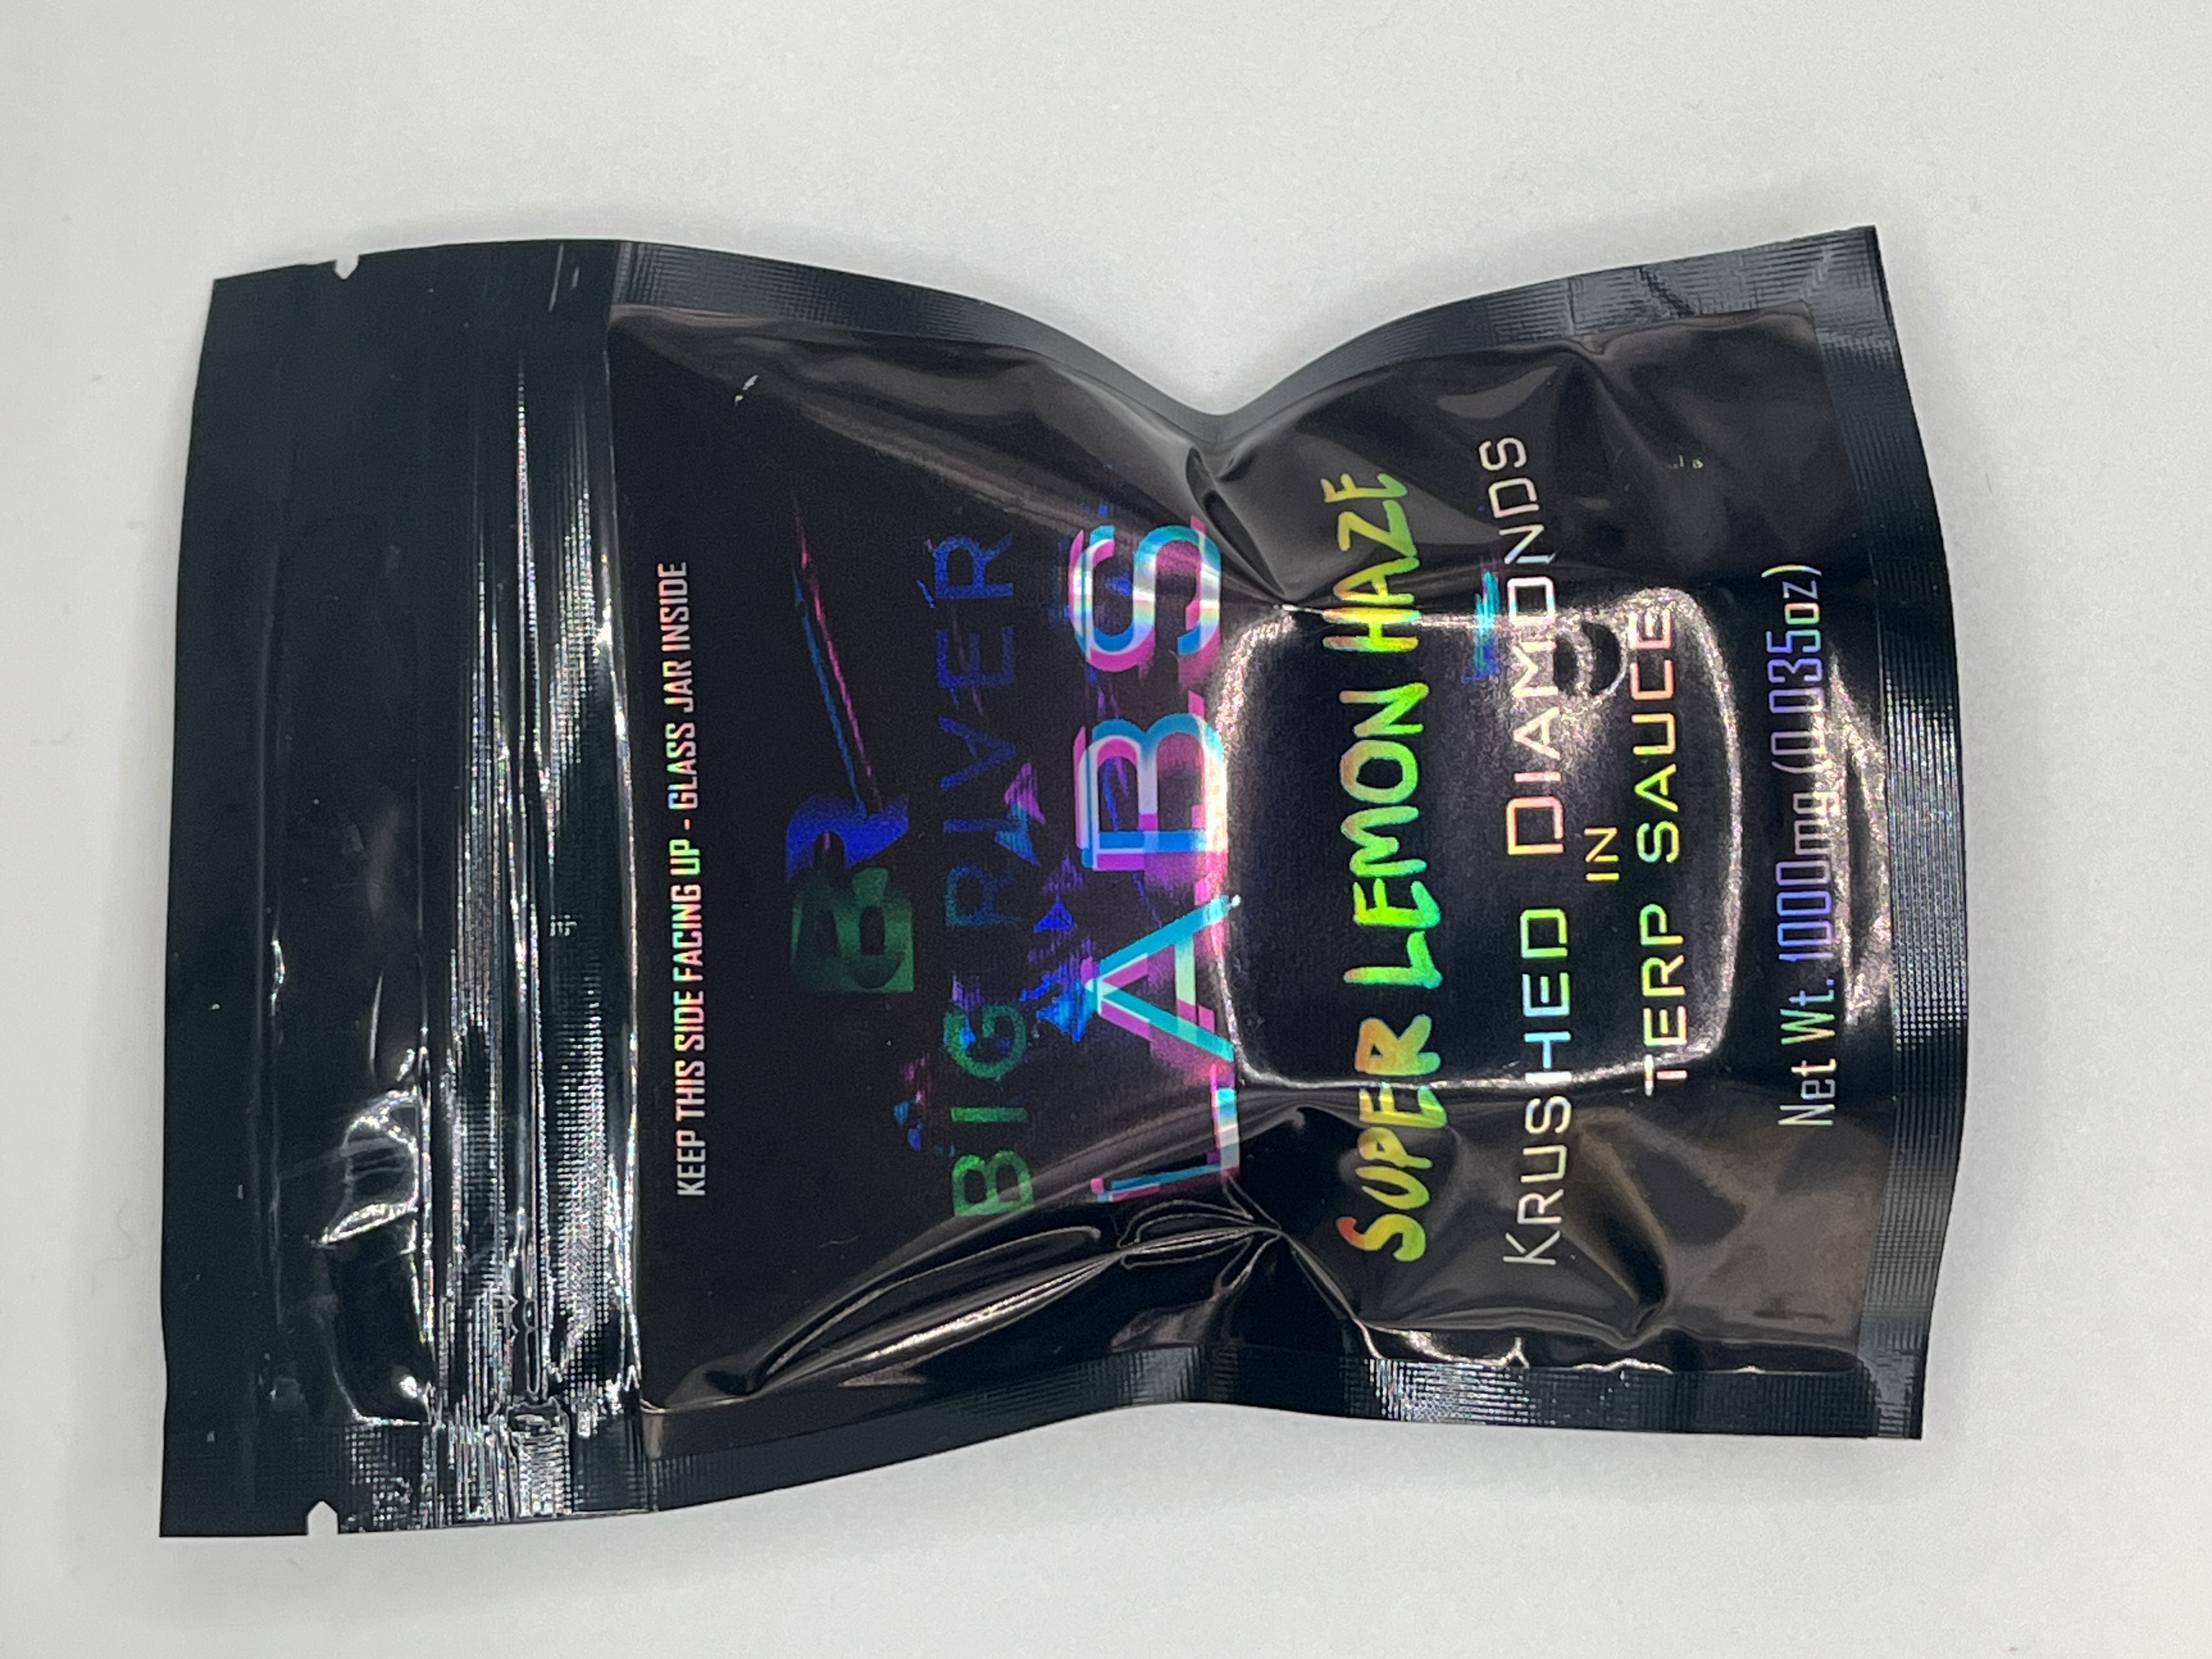 KEEP THIS SIDE FACING UP - GLASS JAR INSIDE
BR
BIG RIVER
LABS
SUPER LEMON HAZE
KRUSHED DIAMONDS
IN
TERP SAUCE
Net Wt. 1000mg (0.035oz)